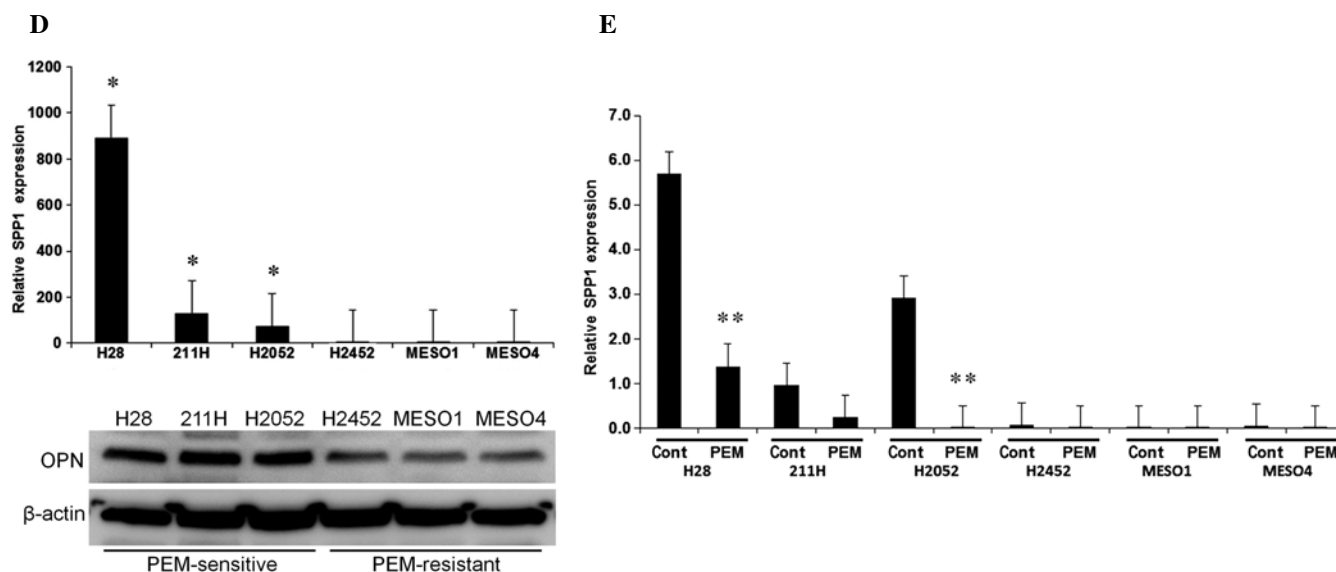 D
E
Relative SPP1 expression
1200
1000
800
600
400
200
0
* * *
H28 211H H2052 H2452 MESO1 MESO4
H28 211H H2052 H2452 MESO1 MESO4
OPN
β-actin
PEM-sensitive PEM-resistant
Relative SPP1 expression
7.0
6.0
5.0
4.0
3.0
2.0
1.0
0.0
** **
Cont PEM Cont PEM Cont PEM Cont PEM Cont PEM Cont PEM
H28 211H H2052 H2452 MESO1 MESO4